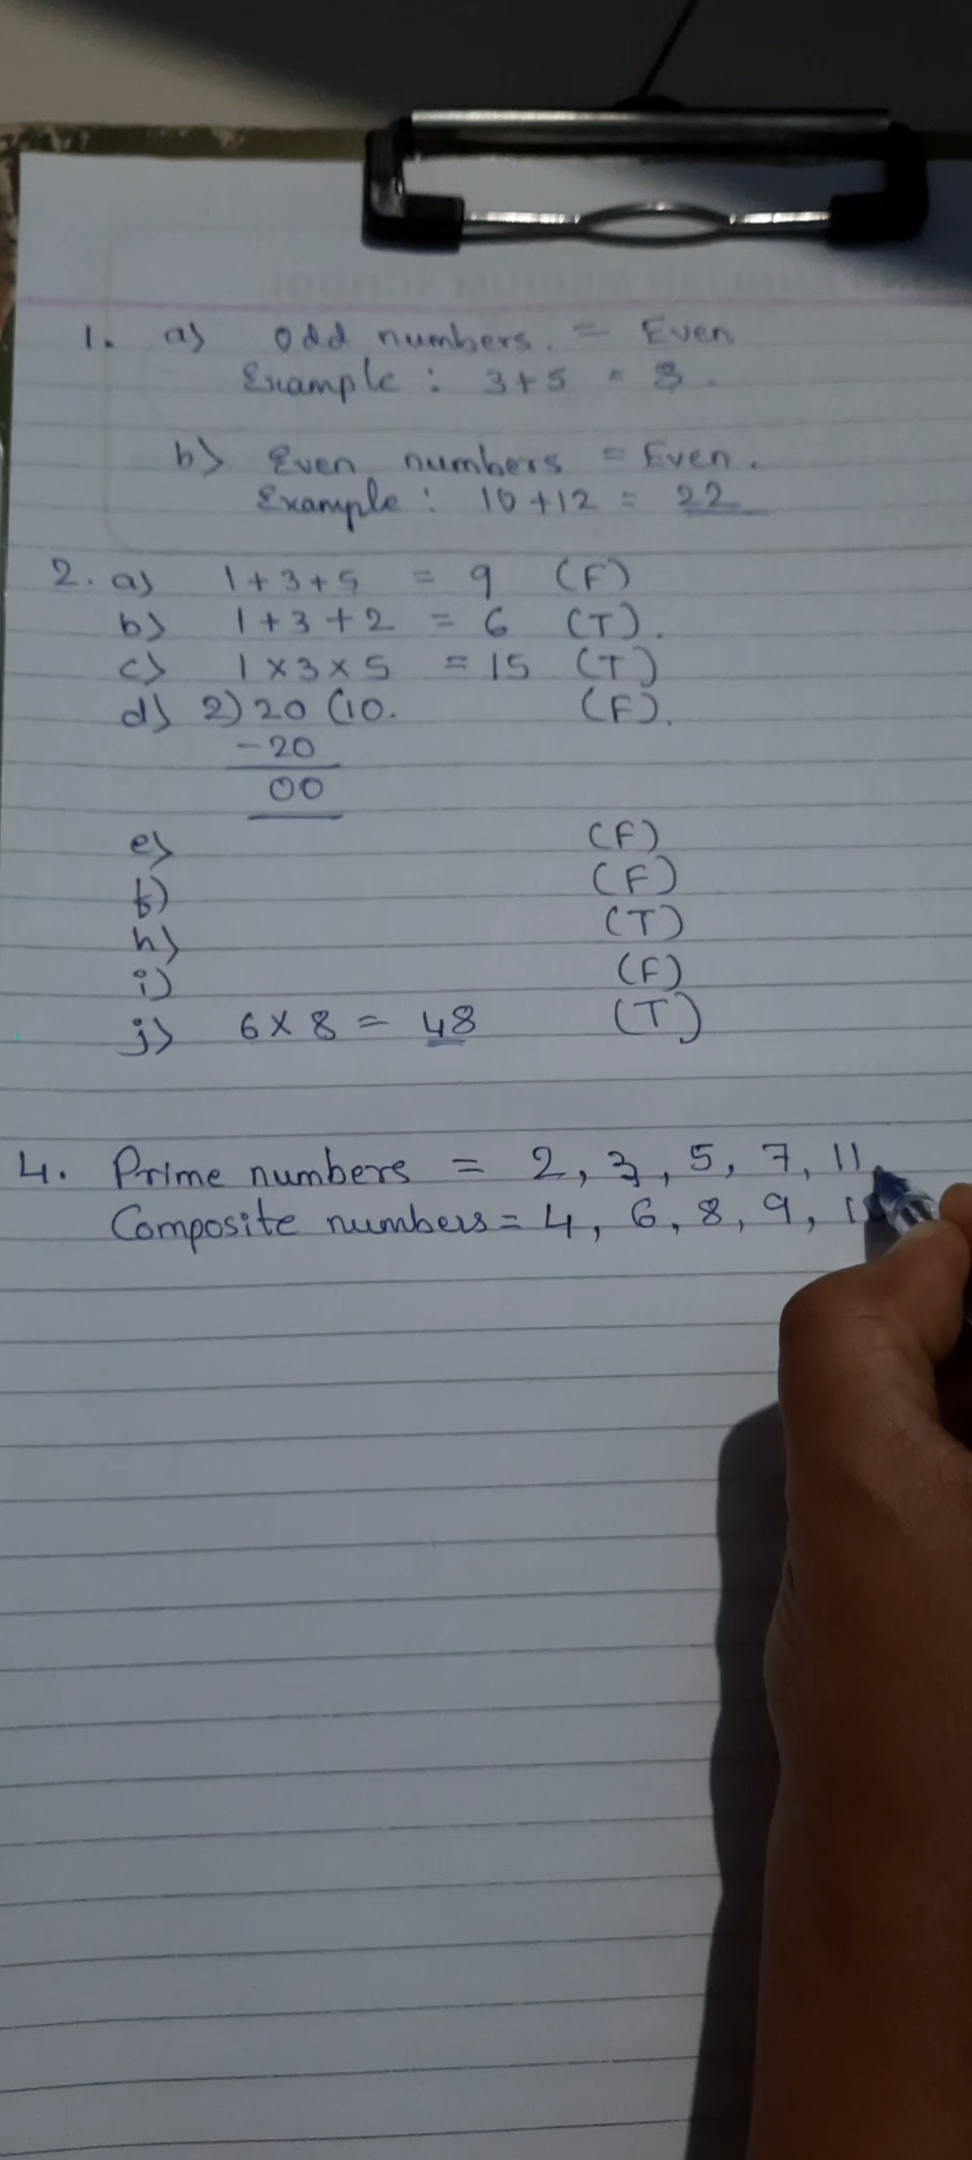 1. a) Odd numbers. = Even
Example : 3+5 = 8.
b) Even numbers = Even.
Example : 10+12 = 22
2. a) 1+3+5 = 9 (F)
b) 1+3+2 = 6 (T).
c) 1×3×5 = 15 (T)
d) 2)20(10. (F).
-20
00
e) (F)
f) (F)
h) (T)
i) (F)
j) 6×8 = 48 (T)
4. Prime numbers = 2, 3, 5, 7, 11,
Composite numbers = 4, 6, 8, 9,